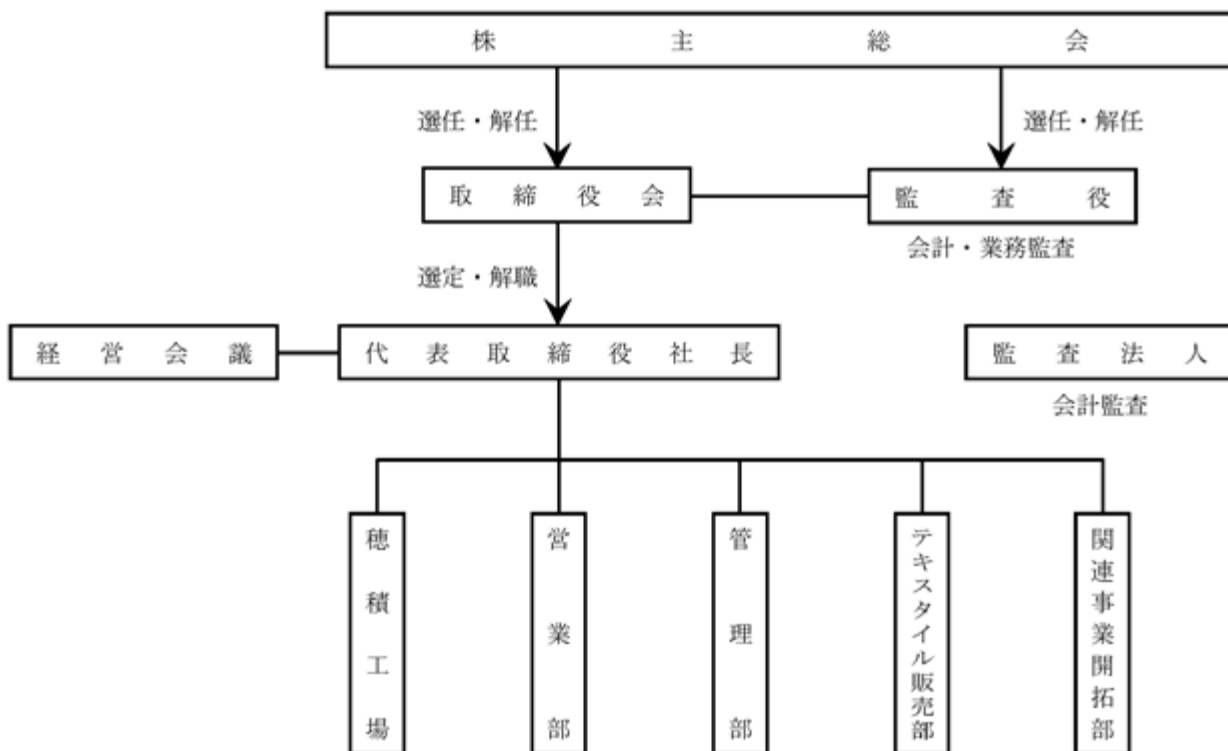 株主総会
選任・解任
選任・解任
取締役会
監査役
会計・業務監査
選定・解職
経営会議
代表取締役社長
監査法人
会計監査
穂積工場
営業部
管理部
テキスタイル販売部
関連事業開拓部